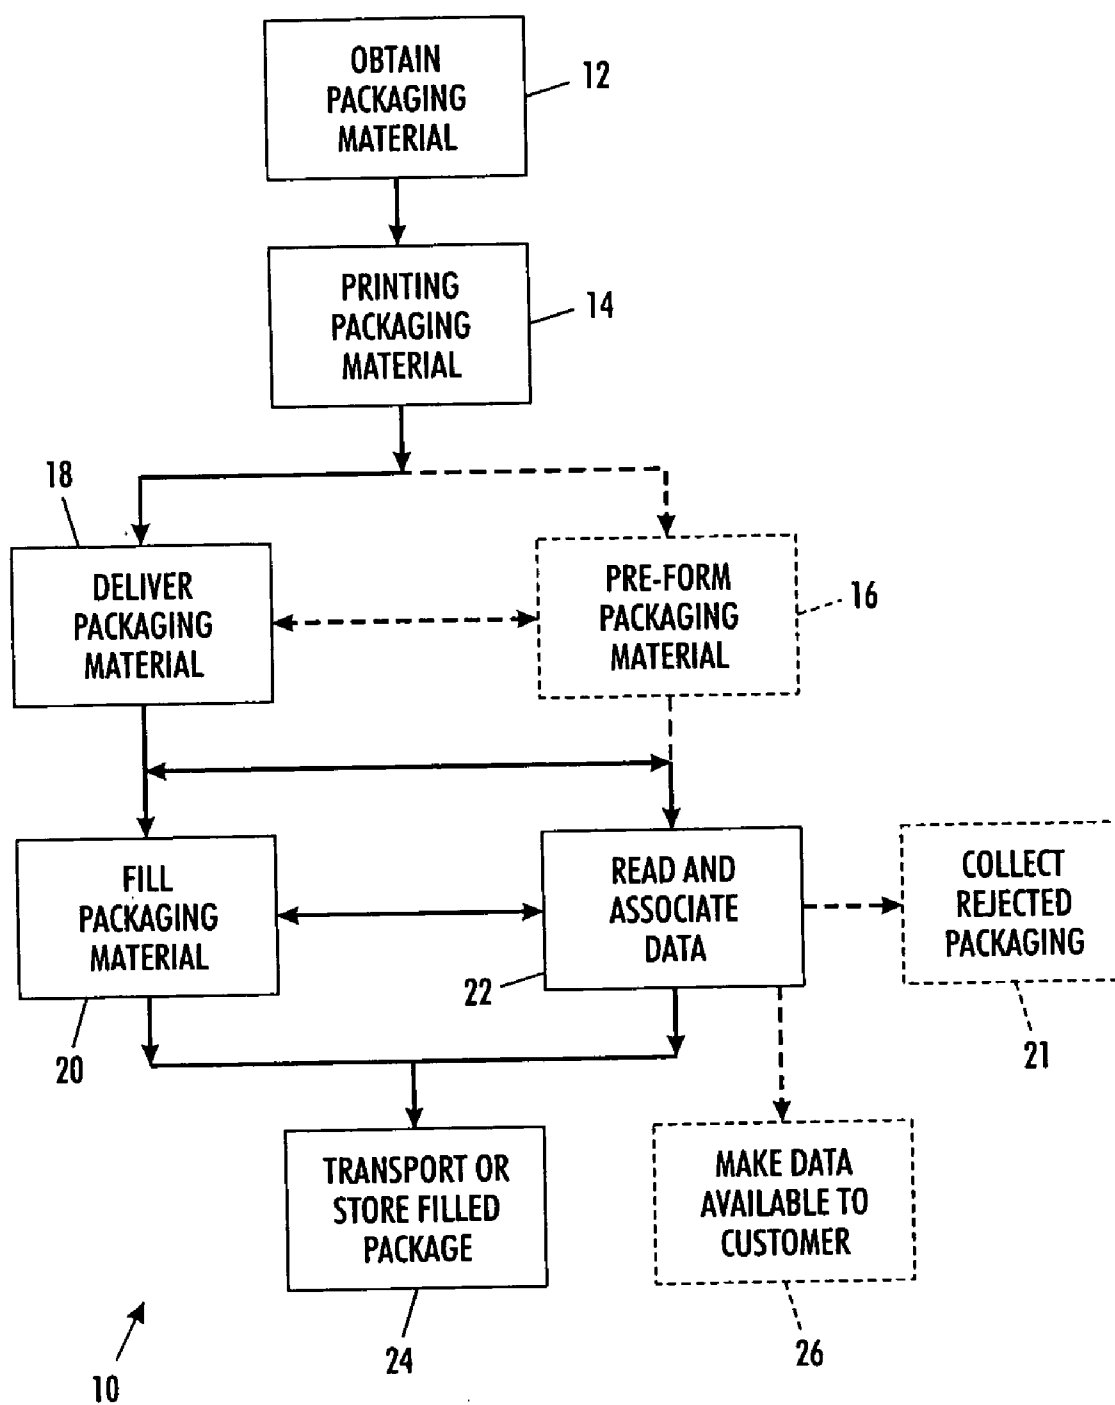 OBTAIN
PACKAGING
MATERIAL
12
PRINTING
PACKAGING
MATERIAL
14
18
DELIVER
PACKAGING
MATERIAL
PRE-FORM
PACKAGING
MATERIAL
16
FILL
PACKAGING
MATERIAL
20
READ AND
ASSOCIATE
DATA
22
COLLECT
REJECTED
PACKAGING
21
TRANSPORT OR
STORE FILLED
PACKAGE
24
MAKE DATA
AVAILABLE TO
CUSTOMER
26
10